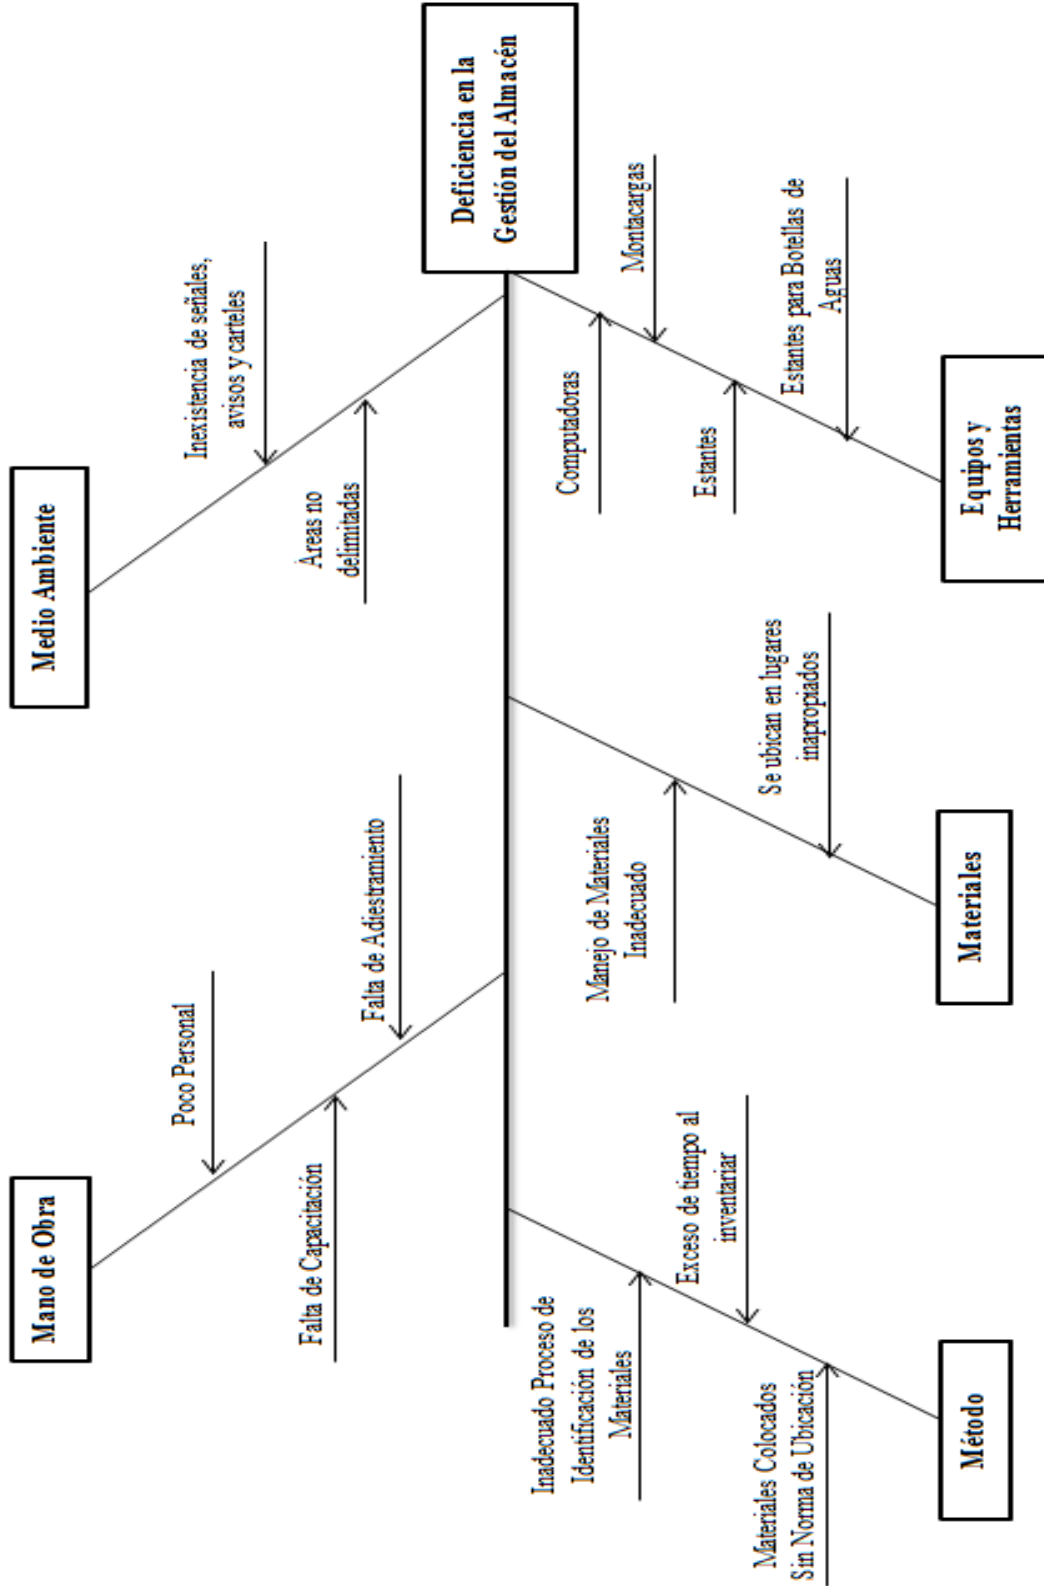 Mano de Obra
Poco Personal
Falta de Capacitación
Falta de Adiestramiento
Medio Ambiente
Inexistencia de señales,
avisos y carteles
Àreas no
delimitadas
Deficiencia en la
Gestión del Almacén
Inadecuado Proceso de
Identificación de los
Materiales
Exceso de tiempo al
inventariar
Materiales Colocados
Sin Norma de Ubicación
Método
Manejo de Materiales
Inadecuado
Se ubican en lugares
inapropiados
Materiales
Computadoras
Montacargas
Estantes
Estantes para Botellas de
Aguas
Equipos y
Herramientas